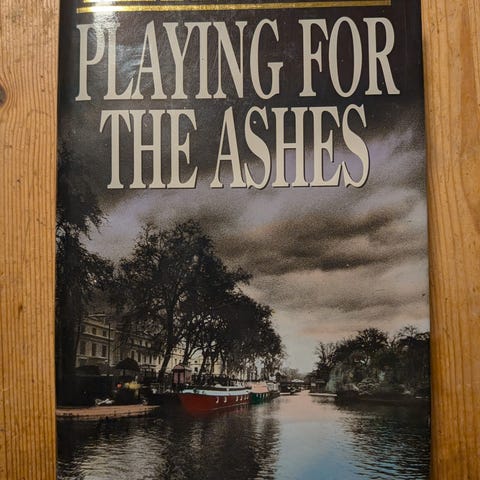 PLAYING FOR
THE ASHES